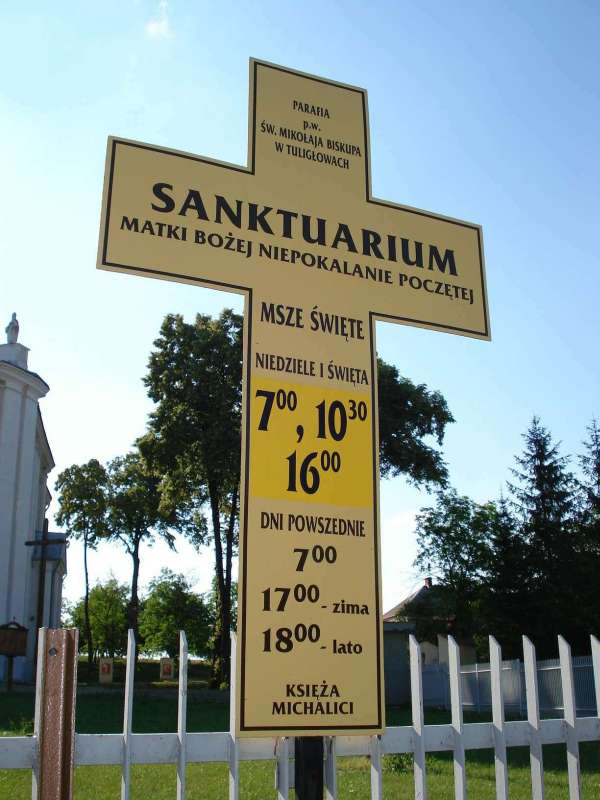 PARAFIA
p.w.
ŚW. MIKOŁAJA BISKUPA
W TULIGŁOWACH
SANKTUARIUM
MATKI BOŻEJ NIEPOKALANIE POCZĘTEJ
MSZE ŚWIĘTE
NIEDZIELE I ŚWIĘTA
7⁰⁰, 10³⁰
16⁰⁰
DNI POWSZEDNIE
7⁰⁰
17⁰⁰ - zima
18⁰⁰ - lato
KSIĘŻA
MICHALICI